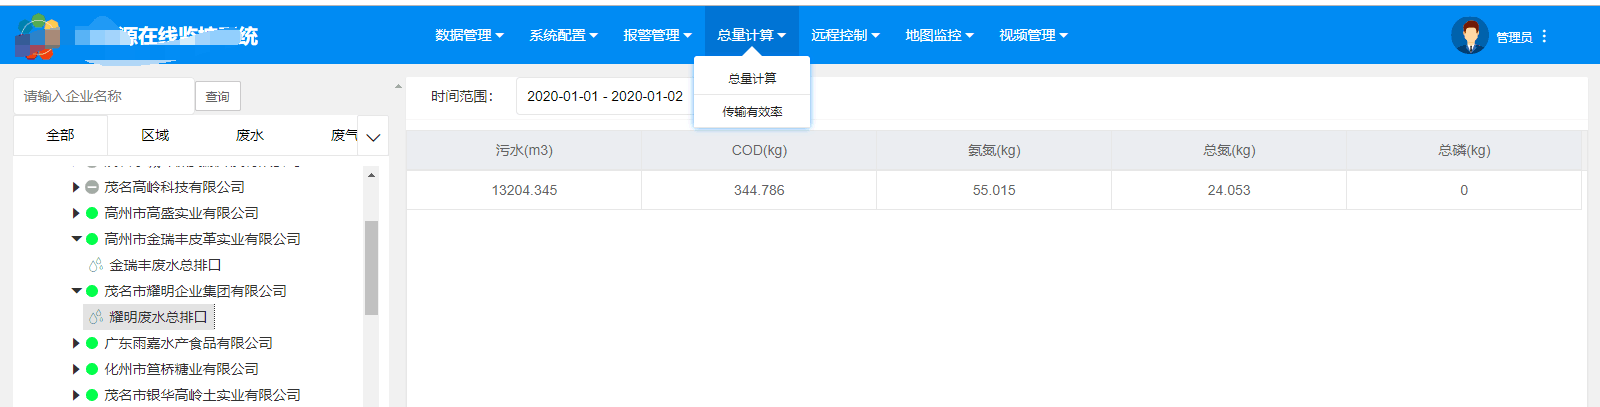 源在线监控系统
数据管理 系统配置 报警管理 总量计算 远程控制 地图监控 视频管理 管理员
总量计算
传输有效率
请输入企业名称 查询
时间范围: 2020-01-01 - 2020-01-02
全部 区域 废水 废气
污水(m3) COD(kg) 氨氮(kg) 总氮(kg) 总磷(kg)
13204.345 344.786 55.015 24.053 0
茂名高岭科技有限公司
高州市高盛实业有限公司
高州市金瑞丰皮革实业有限公司
金瑞丰废水总排口
茂名市耀明企业集团有限公司
耀明废水总排口
广东雨嘉水产食品有限公司
化州市笪桥糖业有限公司
茂名市银华高岭土实业有限公司